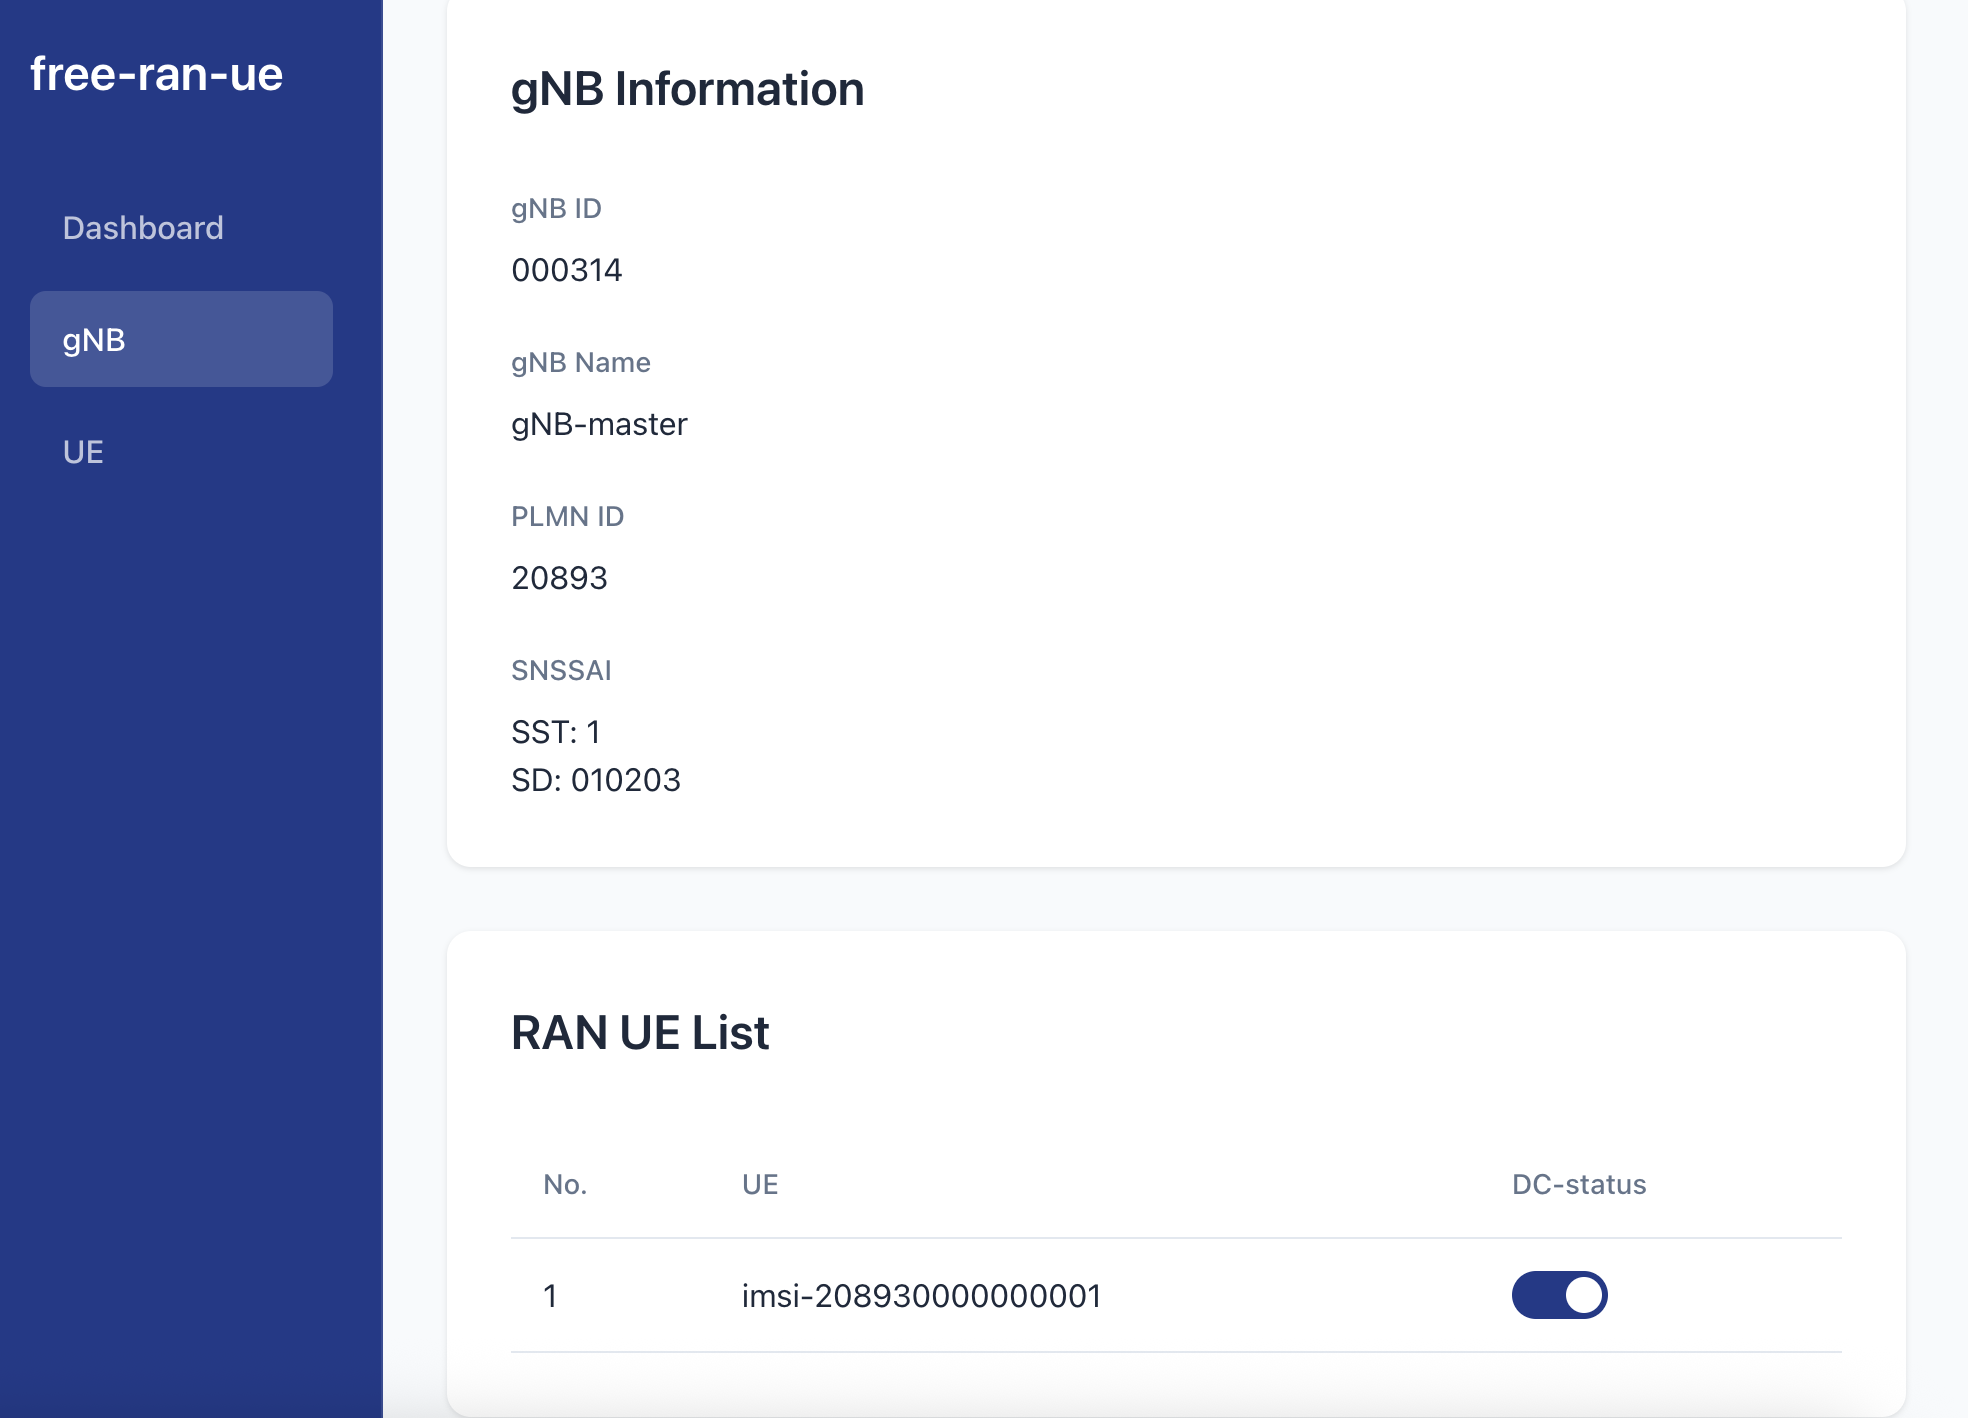 free-ran-ue
Dashboard
gNB
UE
gNB Information
gNB ID
000314
gNB Name
gNB-master
PLMN ID
20893
SNSSAI
SST: 1
SD: 010203
RAN UE List
No. UE DC-status
1 imsi-208930000000001